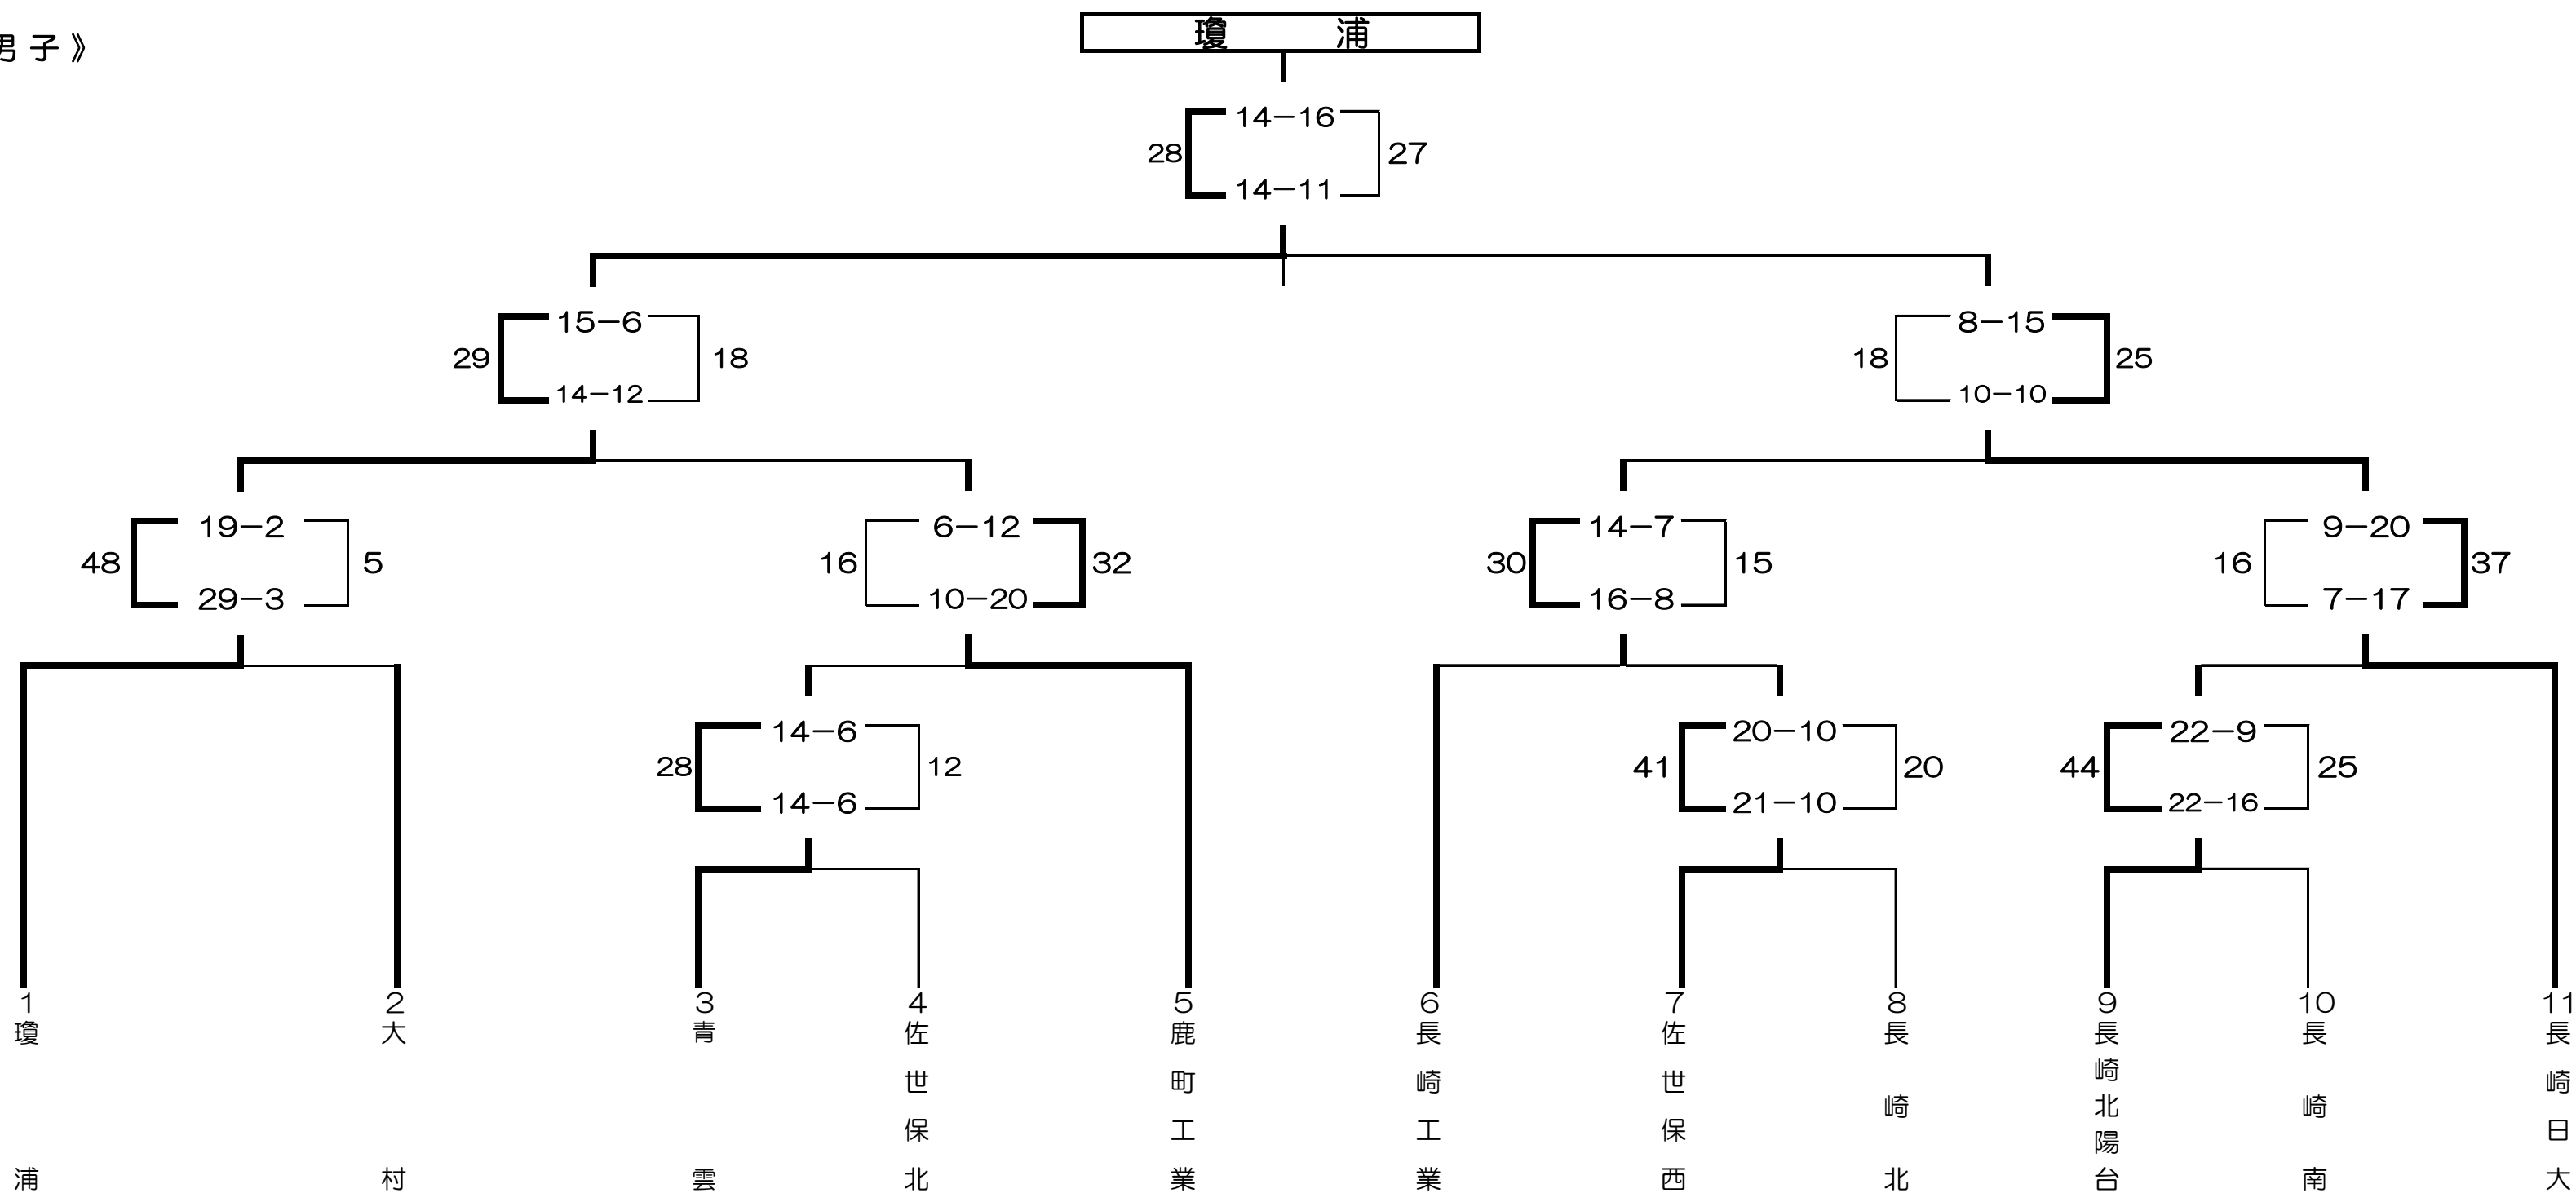 男子》
瓊浦
14−16
28 27
14−11
15−6 8−15
29 18 18 25
14−12 10−10
19−2 6−12 14−7 9−20
48 5 16 32 30 15 16 37
29−3 10−20 16−8 7−17
14−6 20−10 22−9
28 12 41 20 44 25
14−6 21−10 22−16
1 2 3 4 5 6 7 8 9 10 11
瓊浦
大村
青雲
佐世保北
鹿町工業
長崎工業
佐世保西
長崎北
長崎北陽台
長崎南
長崎日大